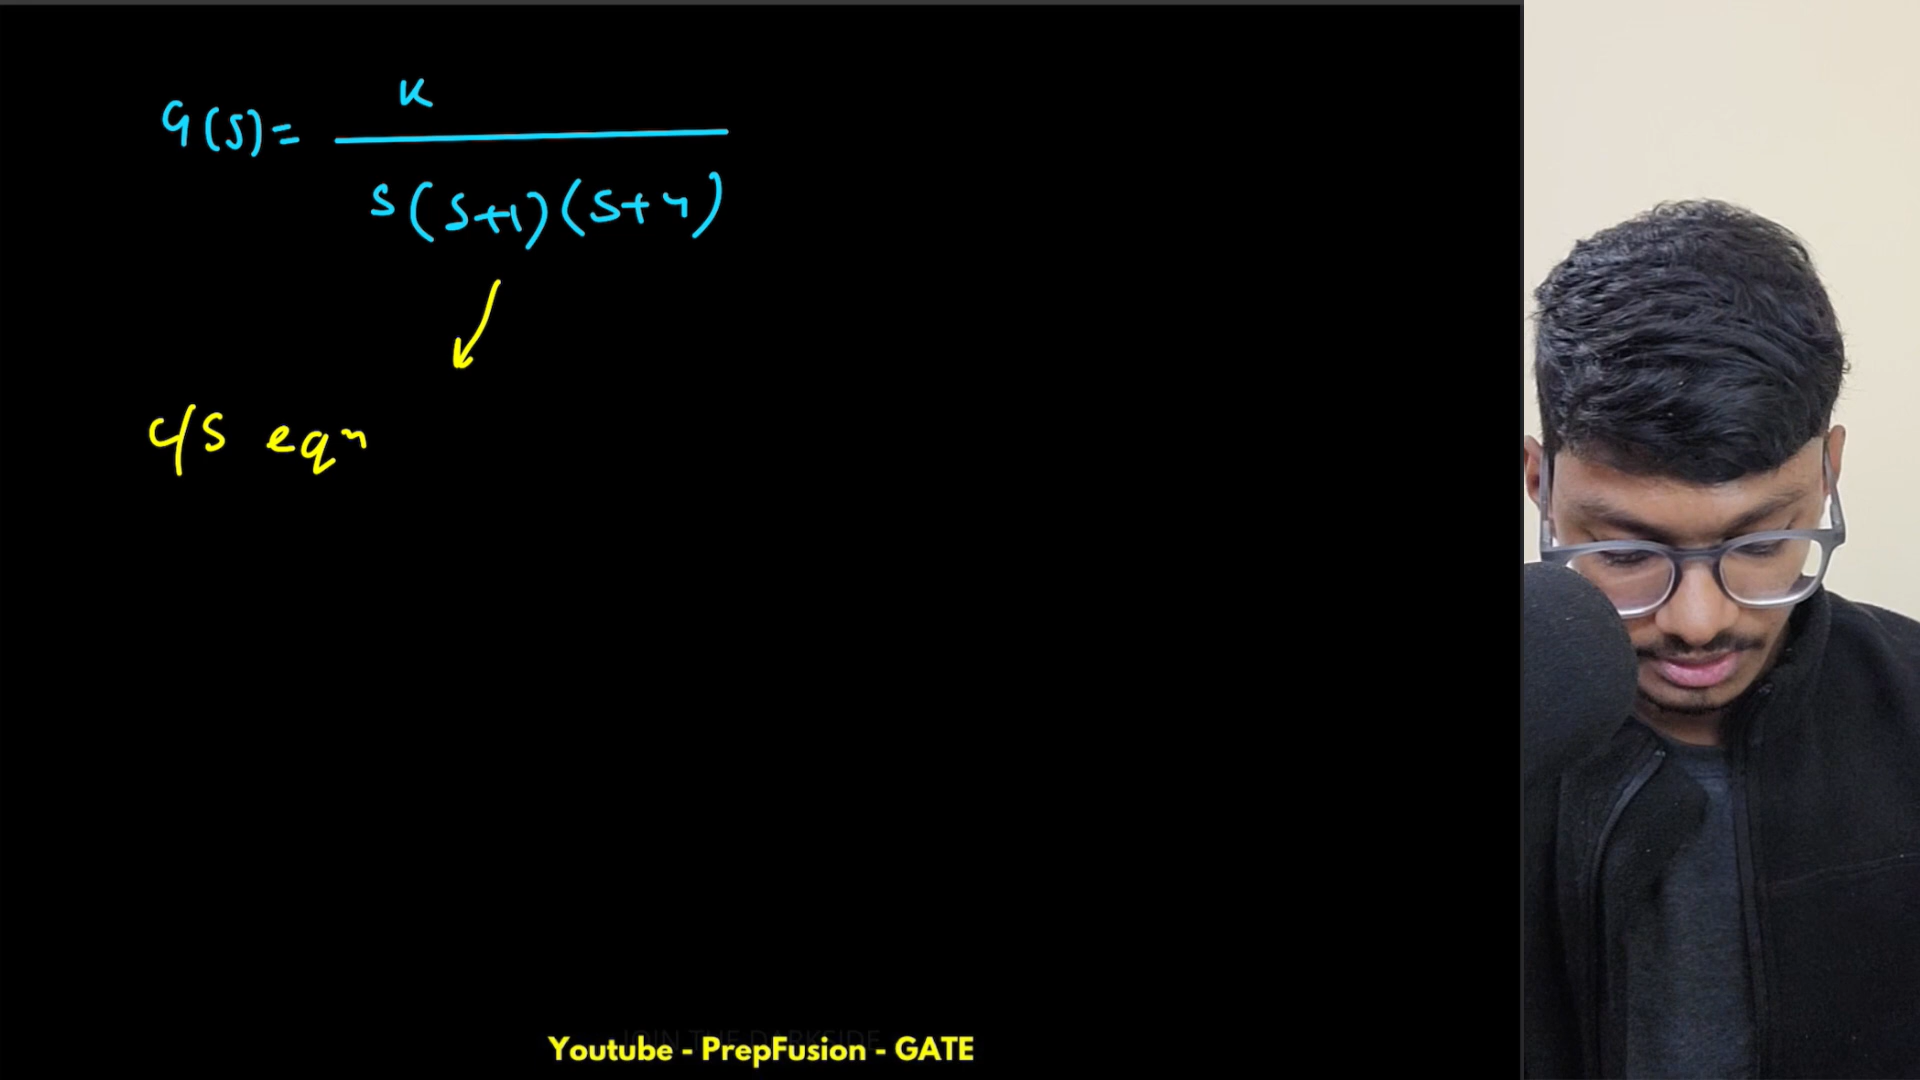 G(s) = K
s(s+1)(s+4)
c/s eqn
Youtube - PrepFusion - GATE